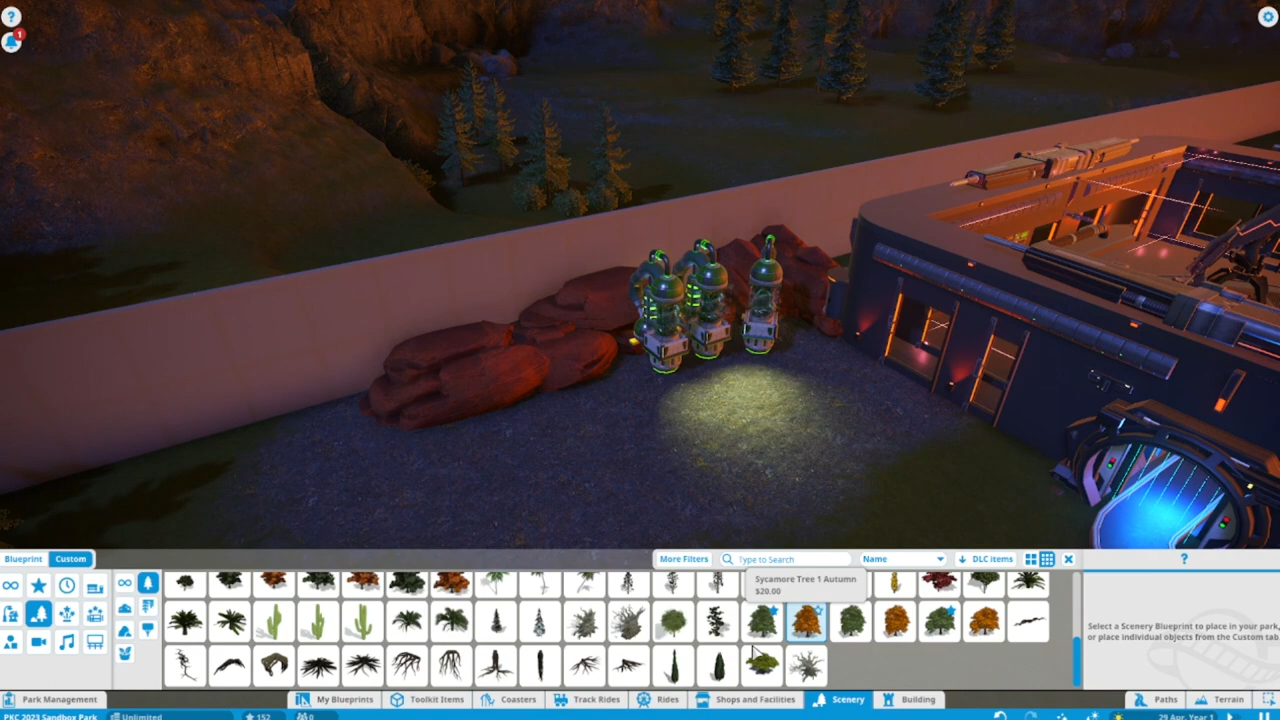 ?
1
Blueprint
Custom
More Filters
Type to Search
Name
DLC items
?
Sycamore Tree 1 Autumn
$20.00
Select a Scenery Blueprint to place in your park,
or place individual objects from the Custom tab.
Park Management
My Blueprints
Toolkit Items
Coasters
Track Rides
Rides
Shops and Facilities
Scenery
Building
Paths
Terrain
PKC 2023 Sandbox Park
Unlimited
152
0
29 Apr, Year 1